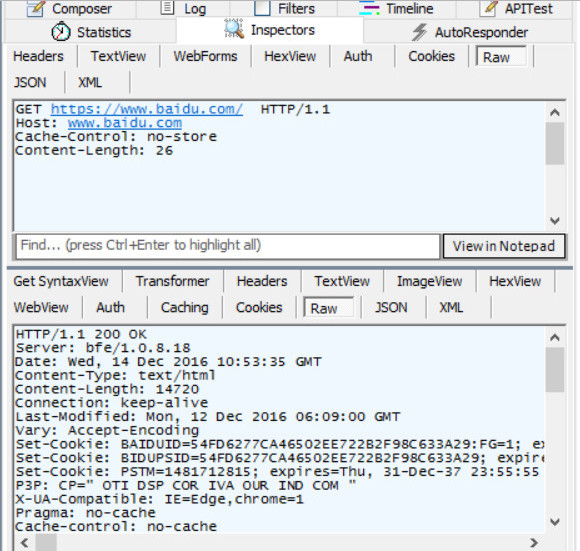 Composer Log Filters Timeline APITest
Statistics Inspectors AutoResponder
Headers TextView WebForms HexView Auth Cookies Raw
JSON XML
GET https://www.baidu.com/ HTTP/1.1
Host: www.baidu.com
Cache-Control: no-store
Content-Length: 26
Find... (press Ctrl+Enter to highlight all) View in Notepad
Get SyntaxView Transformer Headers TextView ImageView HexView
WebView Auth Caching Cookies Raw JSON XML
HTTP/1.1 200 OK
Server: bfe/1.0.8.18
Date: Wed, 14 Dec 2016 10:53:35 GMT
Content-Type: text/html
Content-Length: 14720
Connection: keep-alive
Last-Modified: Mon, 12 Dec 2016 06:09:00 GMT
Vary: Accept-Encoding
Set-Cookie: BAIDUID=54FD6277CA46502EE722B2F98C633A29:FG=1; ex
Set-Cookie: BIDUPSID=54FD6277CA46502EE722B2F98C633A29; expire
Set-Cookie: PSTM=1481712815; expires=Thu, 31-Dec-37 23:55:55
P3P: CP=" OTI DSP COR IVA OUR IND COM "
X-UA-Compatible: IE=Edge,chrome=1
Pragma: no-cache
Cache-control: no-cache